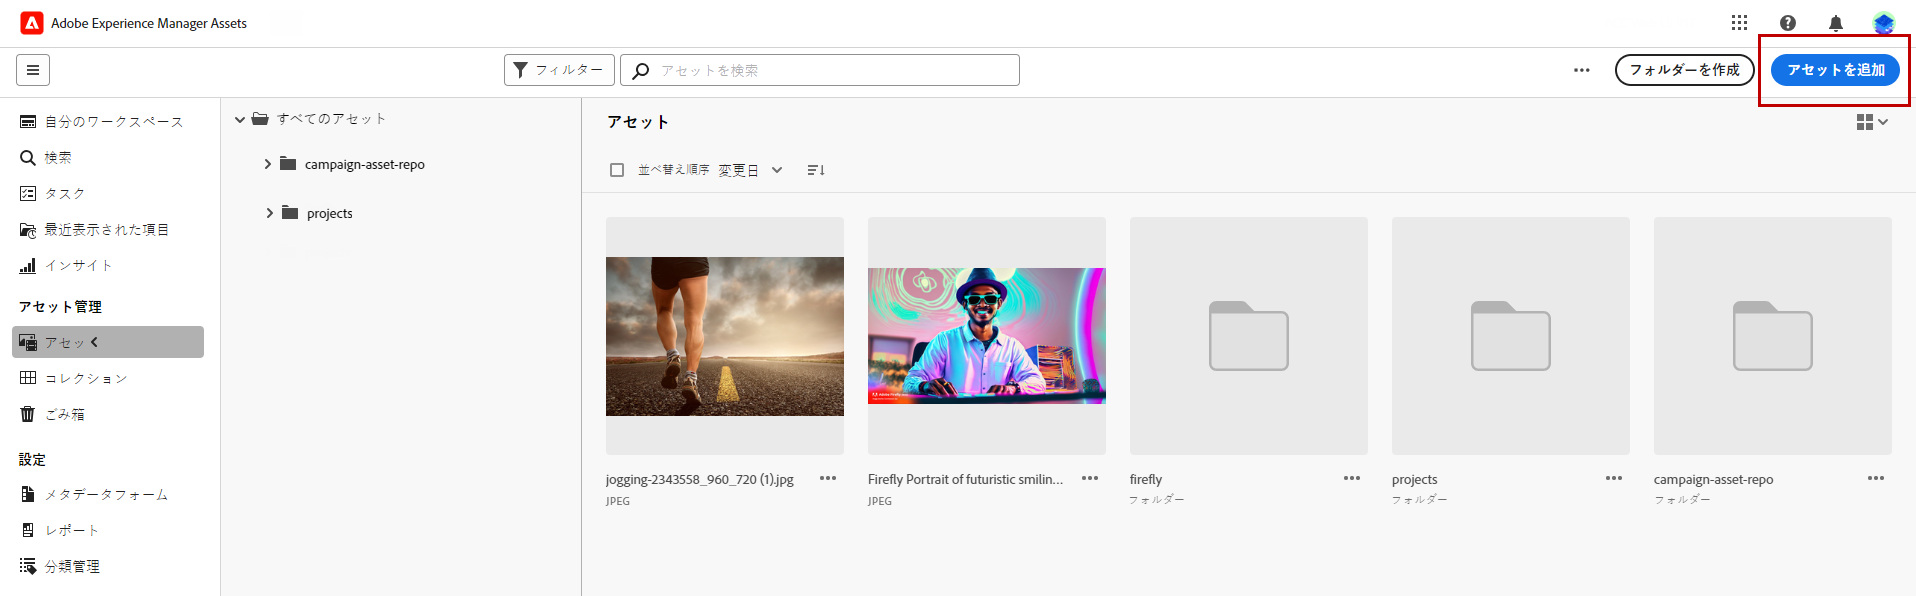 Adobe Experience Manager Assets
フィルター
アセットを検索
フォルダーを作成
アセットを追加
自分のワークスペース
検索
タスク
最近表示された項目
インサイト
アセット管理
アセッ
コレクション
ごみ箱
設定
メタデータフォーム
レポート
分類管理
すべてのアセット
campaign-asset-repo
projects
アセット
並べ替え順序 変更日
jogging-2343558_960_720 (1).jpg
JPEG
Firefly Portrait of futuristic smilin...
JPEG
firefly
フォルダー
projects
フォルダー
campaign-asset-repo
フォルダー